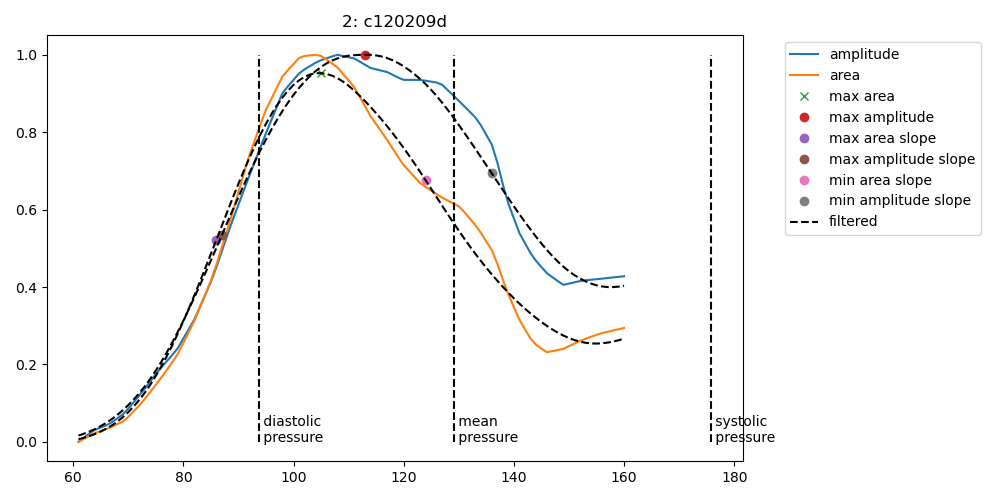 2: c120209d
1.0
0.8
0.6
0.4
0.2
0.0
60
80
100
120
140
160
180
diastolic
pressure
mean
pressure
systolic
pressure
amplitude
area
max area
max amplitude
max area slope
max amplitude slope
min area slope
min amplitude slope
filtered